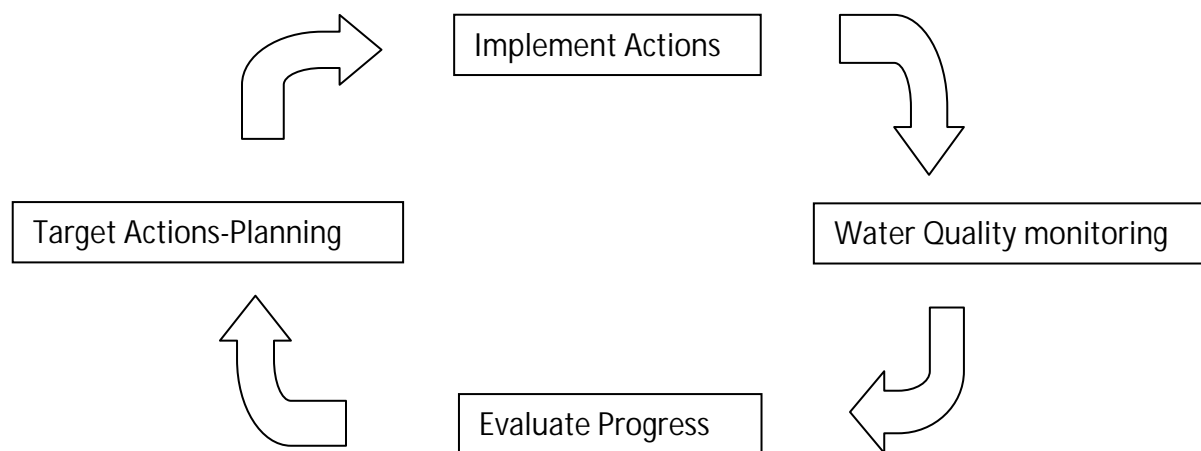 Implement Actions
Target Actions-Planning
Water Quality monitoring
Evaluate Progress